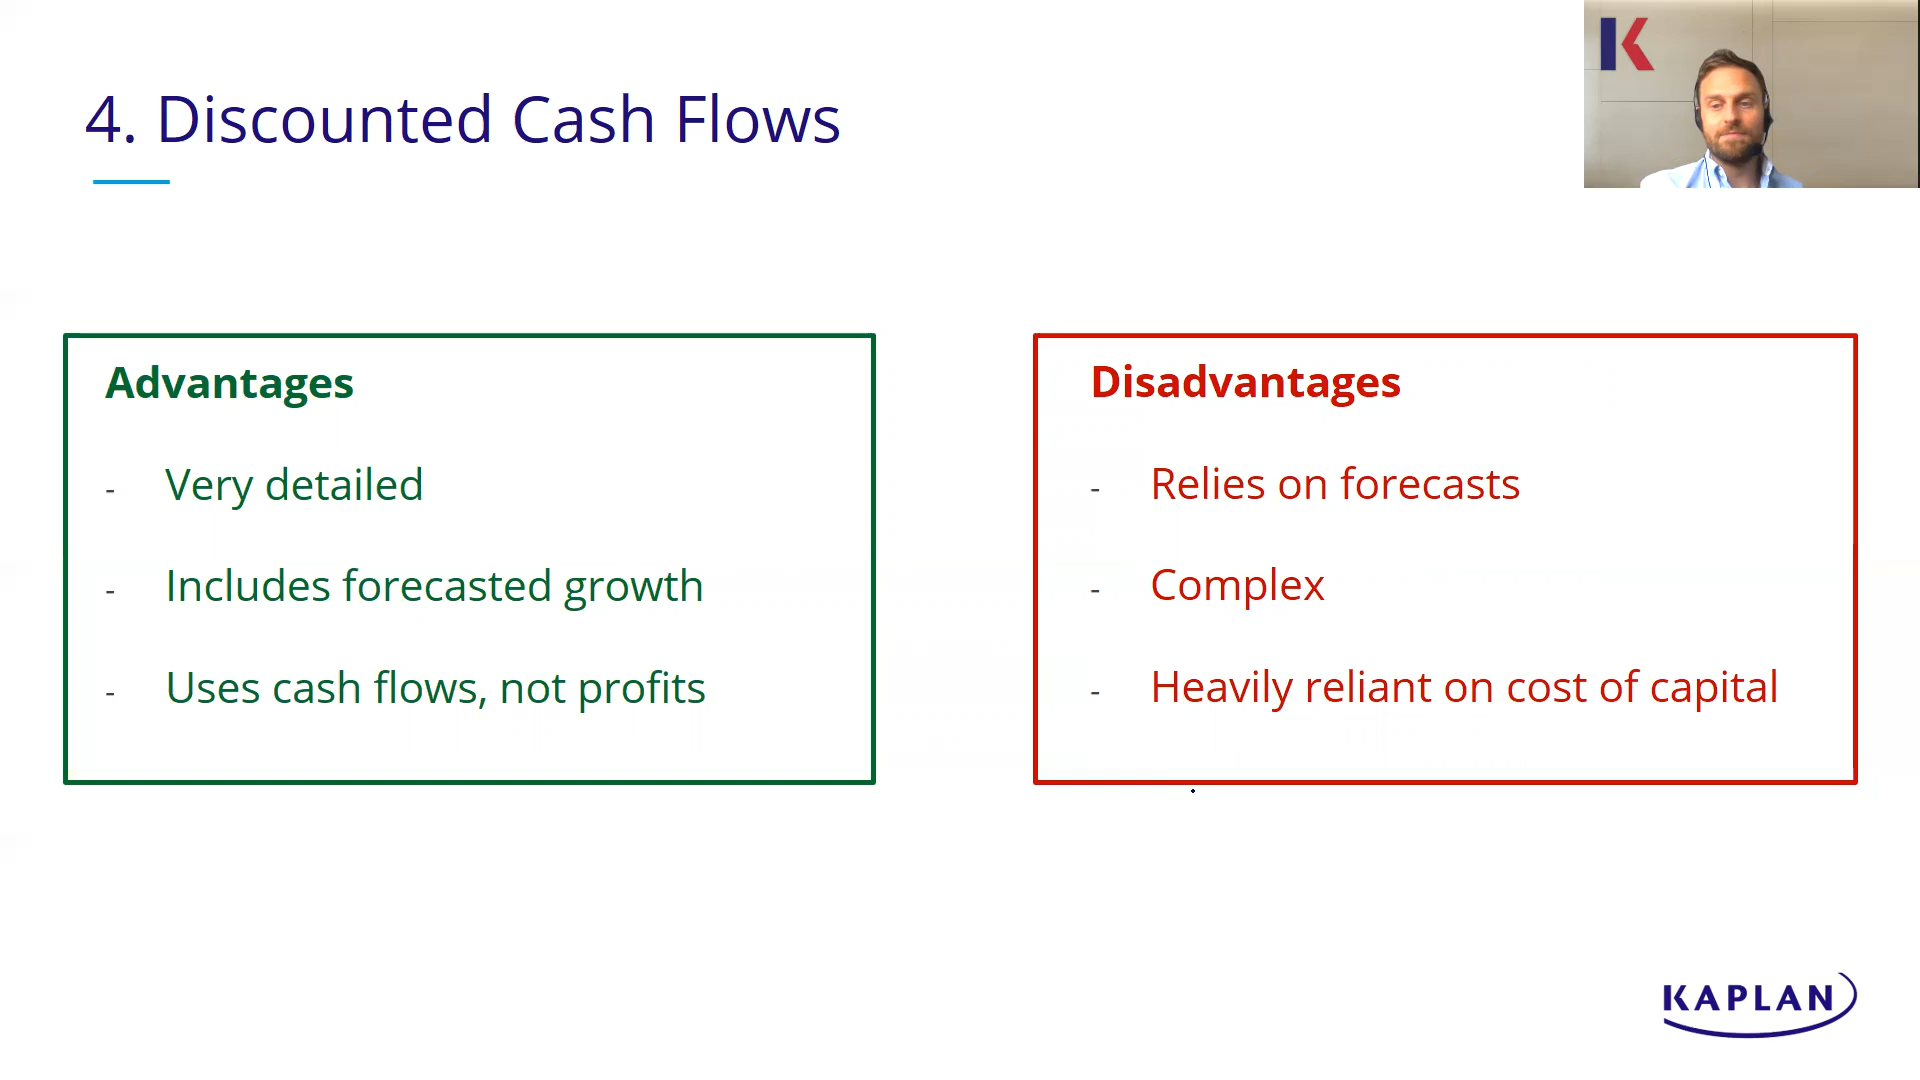 4. Discounted Cash Flows
K
Advantages
- Very detailed
- Includes forecasted growth
- Uses cash flows, not profits
Disadvantages
- Relies on forecasts
- Complex
- Heavily reliant on cost of capital
KAPLAN